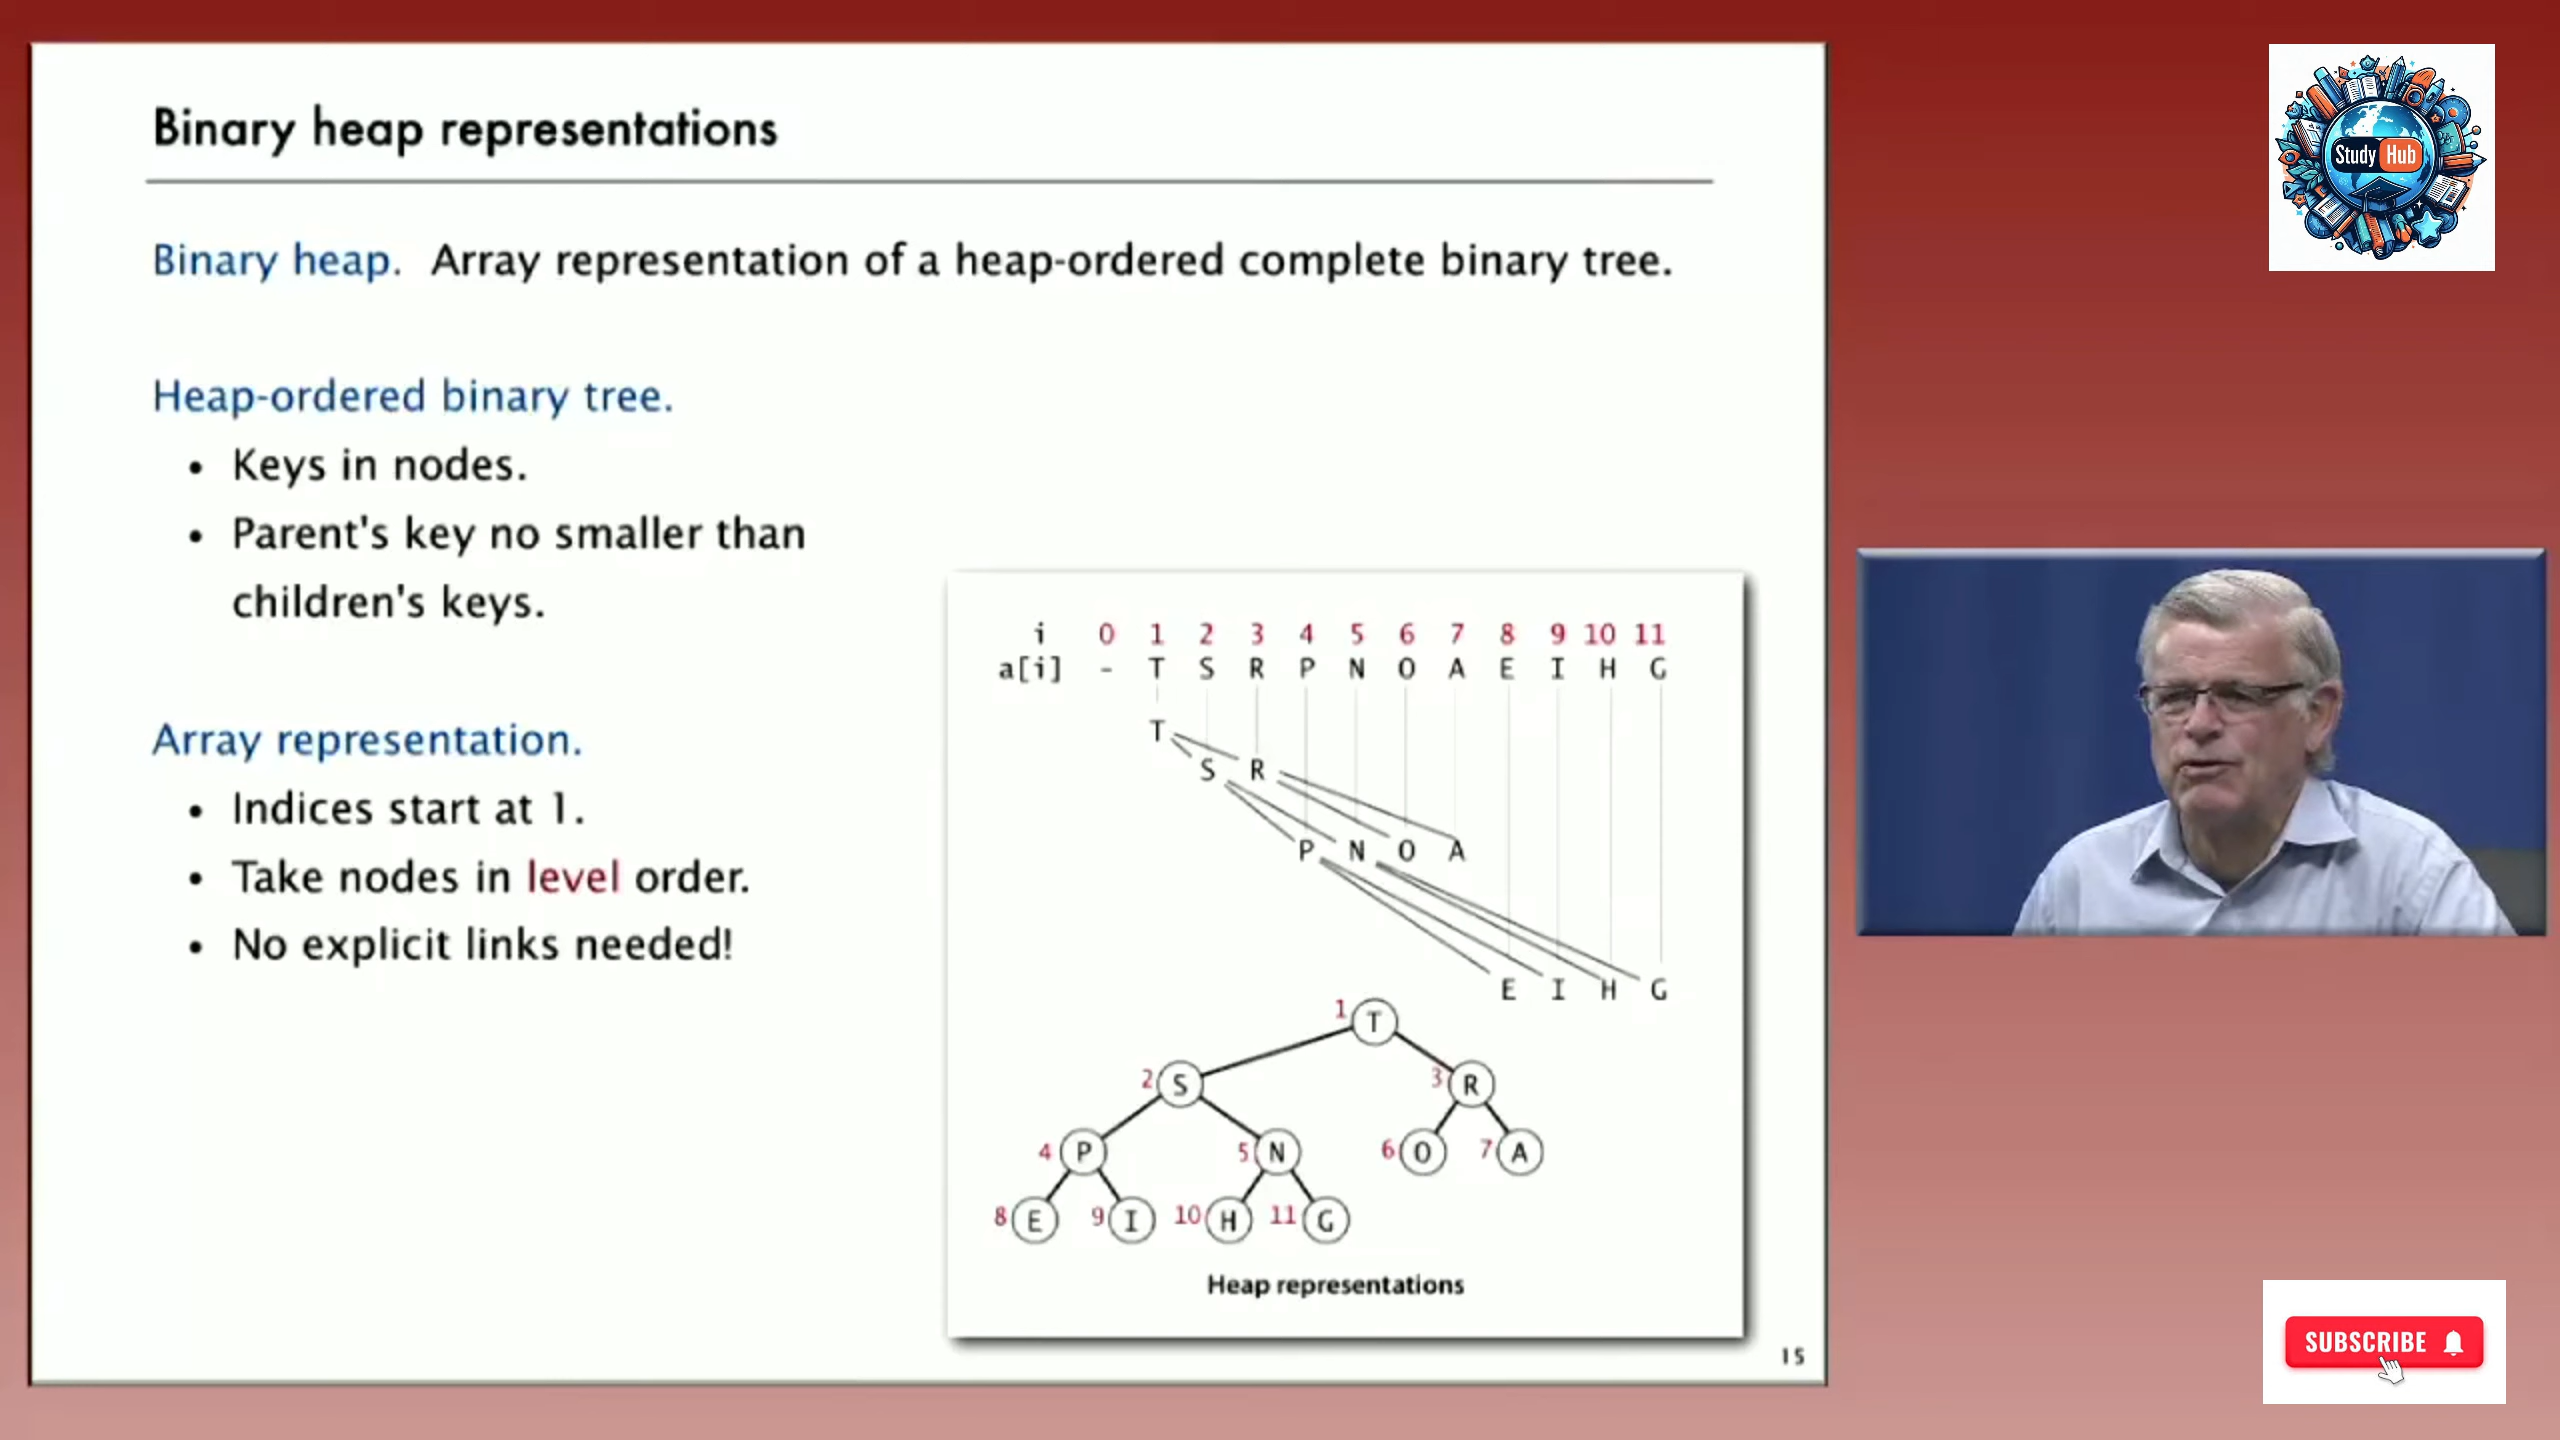 Binary heap representations
Binary heap. Array representation of a heap-ordered complete binary tree.
Heap-ordered binary tree.
• Keys in nodes.
• Parent's key no smaller than
children's keys.
Array representation.
• Indices start at 1.
• Take nodes in level order.
• No explicit links needed!
i 0 1 2 3 4 5 6 7 8 9 10 11
a[i] - T S R P N O A E I H G
T
S R
P N O A
E I H G
1 T
2 S 3 R
4 P 5 N 6 O 7 A
8 E 9 I 10 H 11 G
Heap representations
15
Study Hub
SUBSCRIBE